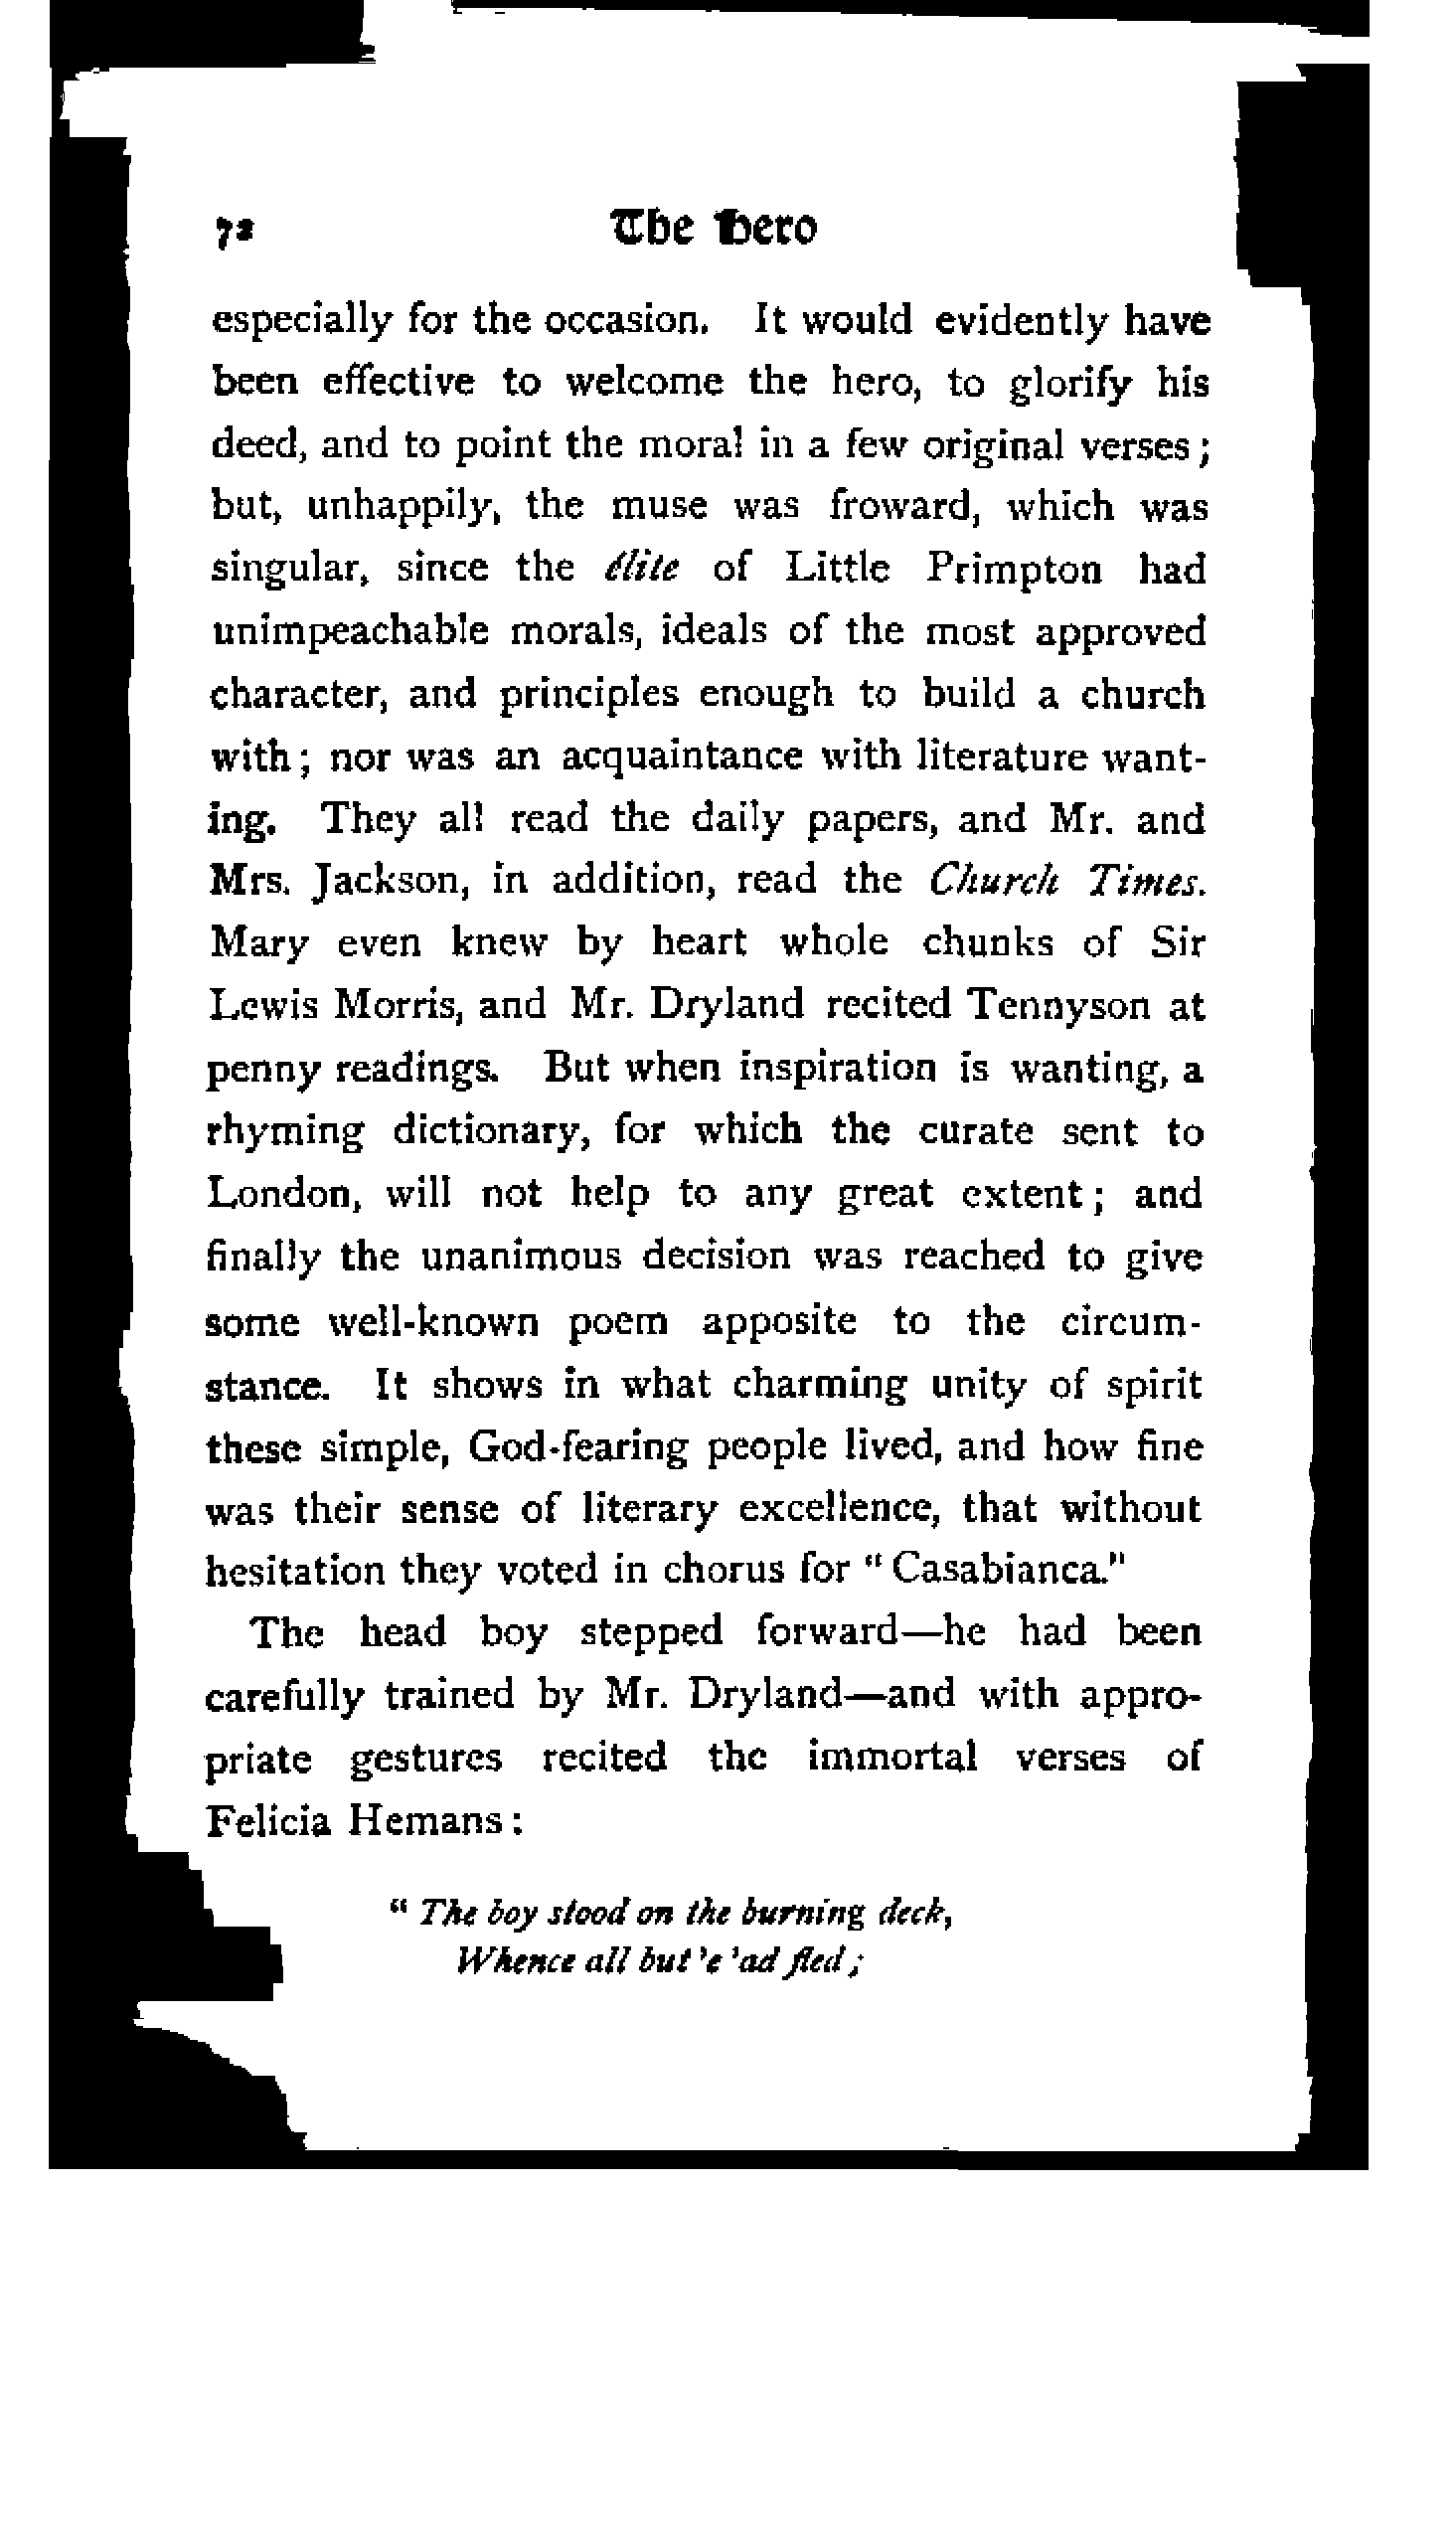 72 The Hero
especially for the occasion. It would evidently have
been effective to welcome the hero, to glorify his
deed, and to point the moral in a few original verses;
but, unhappily, the muse was froward, which was
singular, since the élite of Little Primpton had
unimpeachable morals, ideals of the most approved
character, and principles enough to build a church
with; nor was an acquaintance with literature want-
ing. They all read the daily papers, and Mr. and
Mrs. Jackson, in addition, read the Church Times.
Mary even knew by heart whole chunks of Sir
Lewis Morris, and Mr. Dryland recited Tennyson at
penny readings. But when inspiration is wanting, a
rhyming dictionary, for which the curate sent to
London, will not help to any great extent; and
finally the unanimous decision was reached to give
some well-known poem apposite to the circum-
stance. It shows in what charming unity of spirit
these simple, God-fearing people lived, and how fine
was their sense of literary excellence, that without
hesitation they voted in chorus for "Casabianca."
The head boy stepped forward—he had been
carefully trained by Mr. Dryland—and with appro-
priate gestures recited the immortal verses of
Felicia Hemans:
"The boy stood on the burning deck,
Whence all but 'e 'ad fled;